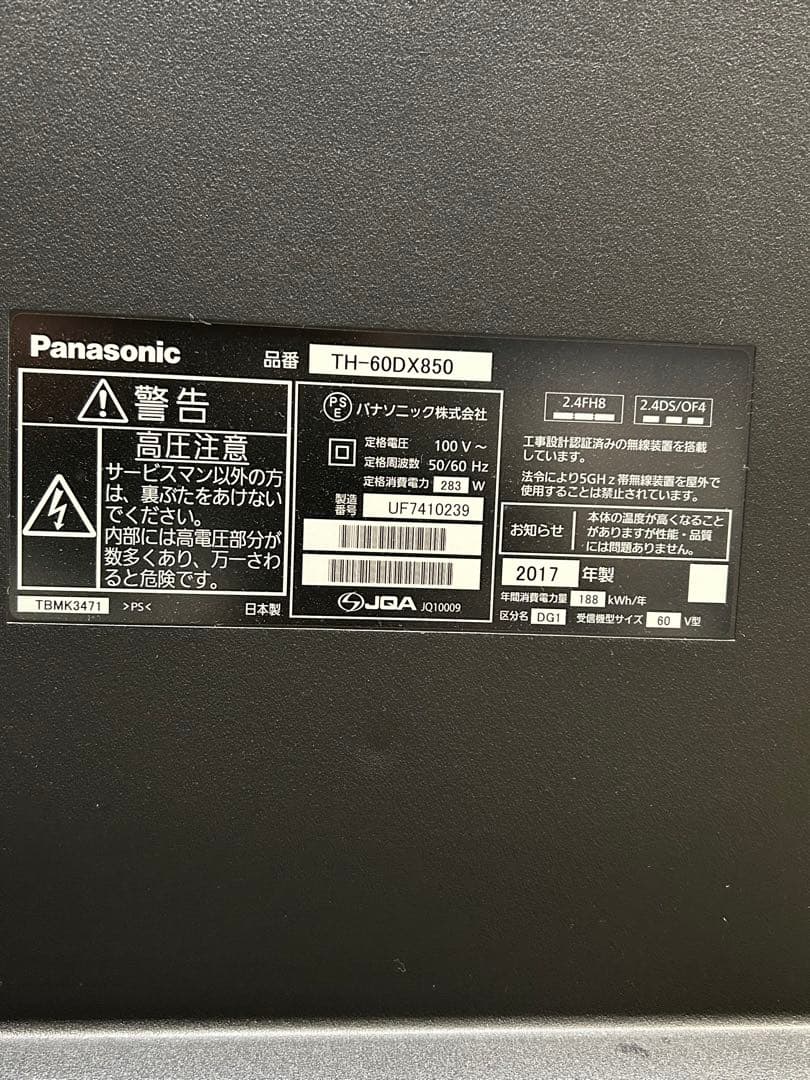 Panasonic
品番 TH-60DX850
警告
高圧注意
サービスマン以外の方
は、裏ぶたをあけない
でください。
内部には高電圧部分が
数多くあり、万一さわ
ると危険です。
TBMK3471 >PS< 日本製
PSE パナソニック株式会社
定格電圧 100 V～
定格周波数 50/60 Hz
定格消費電力 283 W
製造番号 UF7410239
JQA JQ10009
2.4FH8 2.4DS/OF4
工事設計認証済みの無線装置を搭載
しています。
法令により5GHz帯無線装置を屋外で
使用することは禁止されています。
お知らせ
本体の温度が高くなること
がありますが性能・品質
には問題ありません。
2017 年製
年間消費電力量 188 kWh/年
区分名 DG1 受信機型サイズ 60 V型